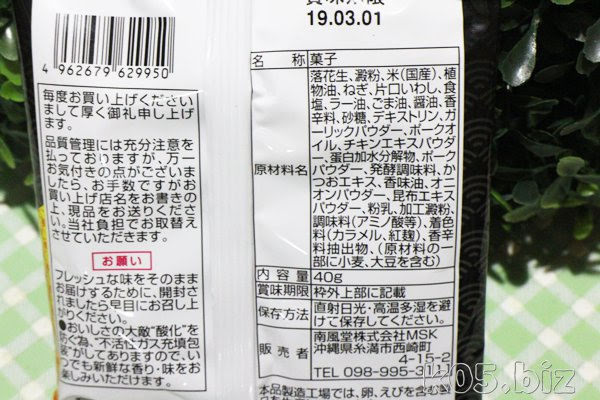 19.03.01
4 962679 629950
毎度お買い上げくださいまし
まして厚く御礼申し上げ
ます。
品質管理には充分注意を
払っておりますが、万一
お気付きの点がございま
したら、お手数ですがお
買い上げ店名をお書きの
上、現品をお送りくださ
い。当社負担でお取替え
させていただきます。
お願い
フレッシュな味をそのまま
お届けするために、開封さ
れましたら早目にお召し上
がりください。
●おいしさの大敵"酸化"を
防ぐ為、"不活性ガス充填包
装"がしてありますので、い
つでも新鮮な香り・味をお
楽しみいただけます。
名 称 菓子
原材料名
落花生、澱粉、米(国産)、植
物油、ねぎ、片口いわし、食
塩、ラー油、ごま油、醤油、香
辛料、砂糖、デキストリン、ガ
ーリックパウダー、ポークオ
イル、チキンエキスパウダ
ー、蛋白加水分解物、ポーク
パウダー、発酵調味料、か
つおエキス、香味油、オニ
オンパウダー、昆布エキス
パウダー、粉乳、加工澱粉、
調味料(アミノ酸等)、着色
料(カラメル、紅麹)、香辛
料抽出物、(原材料の一
部に小麦、大豆を含む)
内容量 40g
賞味期限 枠外上部に記載
保存方法 直射日光・高温多湿を避
けて保存してください。
販売者 南風堂株式会社MSK
沖縄県糸満市西崎町
4-15-2
TEL 098-995-3
本品製造工場では、卵、えびを含む製
k05.biz